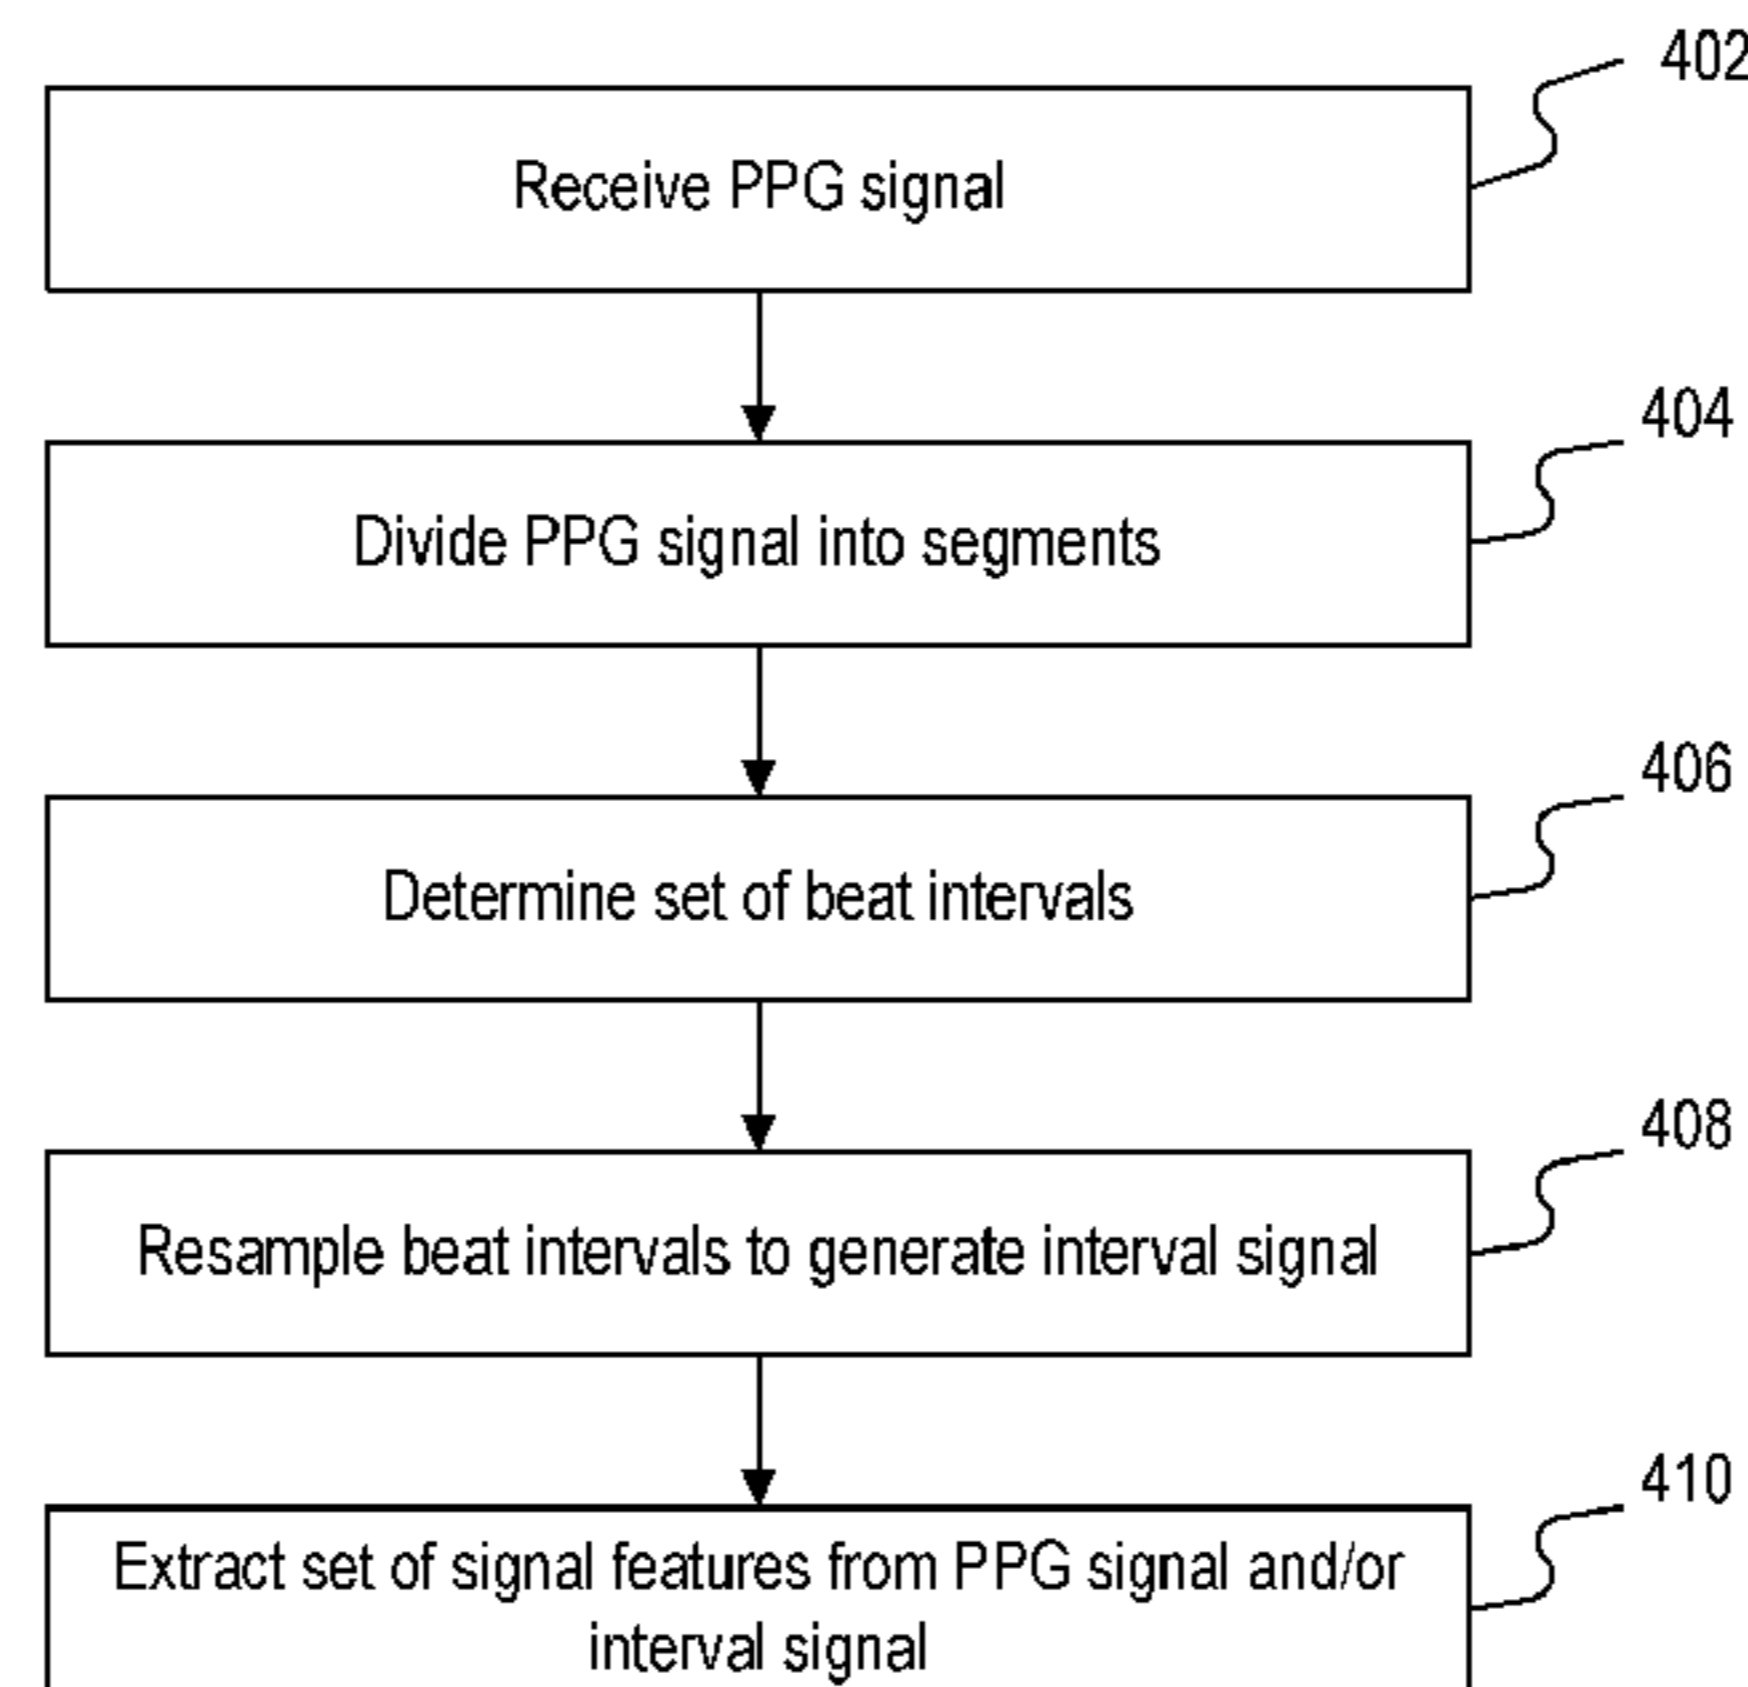 402
Receive PPG signal
404
Divide PPG signal into segments
406
Determine set of beat intervals
408
Resample beat intervals to generate interval signal
410
Extract set of signal features from PPG signal and/or
interval signal